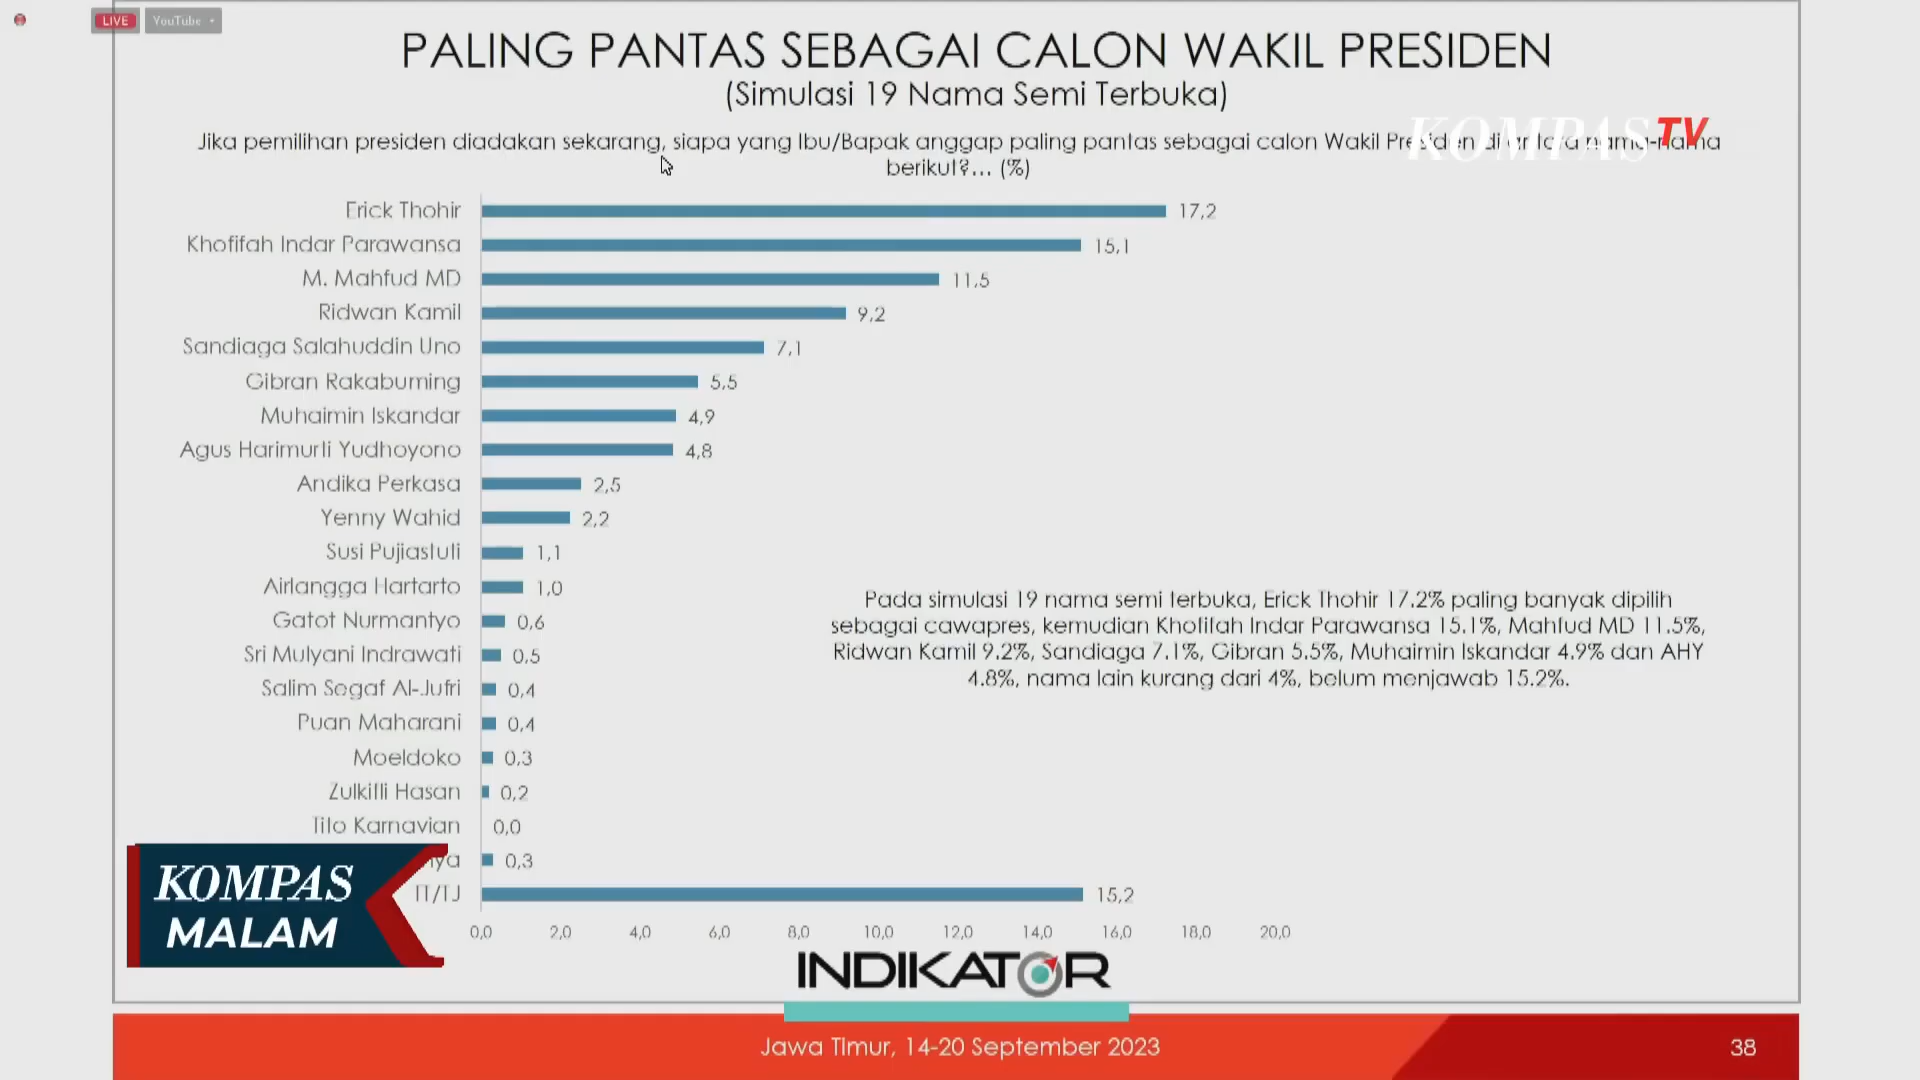 LIVE
YouTube
PALING PANTAS SEBAGAI CALON WAKIL PRESIDEN
(Simulasi 19 Nama Semi Terbuka)
KOMPAS TV
Jika pemilihan presiden diadakan sekarang, siapa yang Ibu/Bapak anggap paling pantas sebagai calon Wakil Presiden di antara nama-nama
berikut?... (%)
Erick Thohir 17,2
Khofifah Indar Parawansa 15,1
M. Mahfud MD 11,5
Ridwan Kamil 9,2
Sandiaga Salahuddin Uno 7,1
Gibran Rakabuming 5,5
Muhaimin Iskandar 4,9
Agus Harimurti Yudhoyono 4,8
Andika Perkasa 2,5
Yenny Wahid 2,2
Susi Pujiastuti 1,1
Airlangga Hartarto 1,0
Gatot Nurmantyo 0,6
Sri Mulyani Indrawati 0,5
Salim Segaf Al-Jufri 0,4
Puan Maharani 0,4
Moeldoko 0,3
Zulkifli Hasan 0,2
Tito Karnavian 0,0
0,3
IT/TJ 15,2
0,0 2,0 4,0 6,0 8,0 10,0 12,0 14,0 16,0 18,0 20,0
Pada simulasi 19 nama semi terbuka, Erick Thohir 17.2% paling banyak dipilih
sebagai cawapres, kemudian Khofifah Indar Parawansa 15.1%, Mahfud MD 11.5%,
Ridwan Kamil 9.2%, Sandiaga 7.1%, Gibran 5.5%, Muhaimin Iskandar 4.9% dan AHY
4.8%, nama lain kurang dari 4%, belum menjawab 15.2%.
KOMPAS
MALAM
INDIKATOR
Jawa Timur, 14-20 September 2023
38